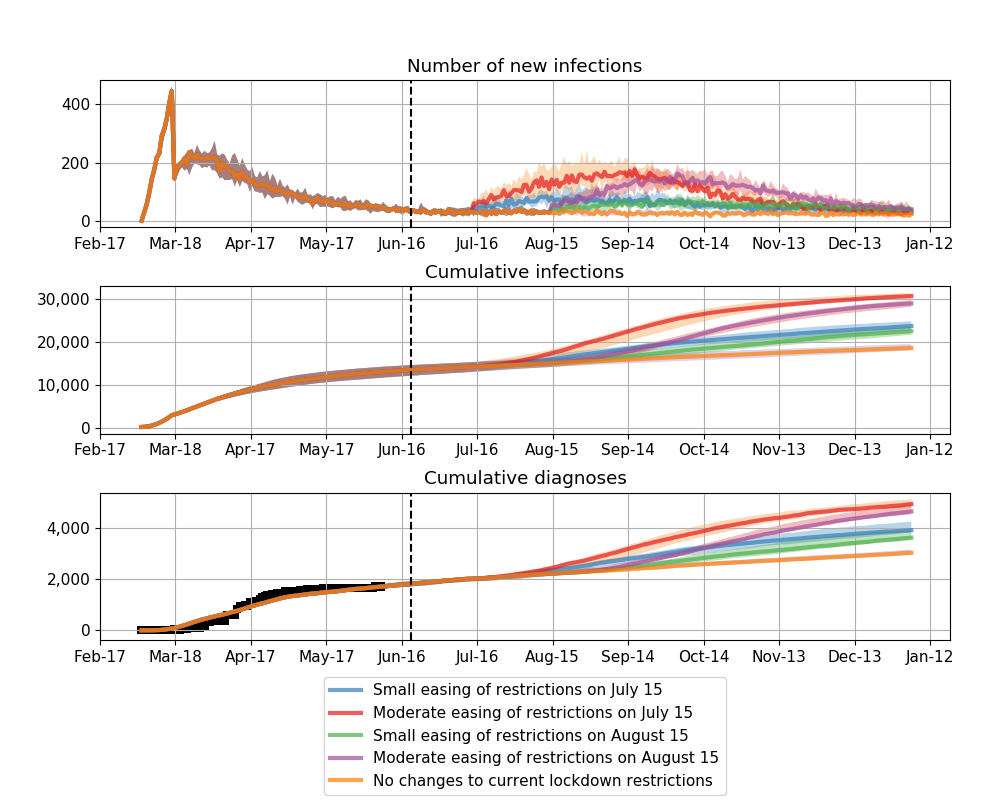 Number of new infections
400
200
0
Feb-17 Mar-18 Apr-17 May-17 Jun-16 Jul-16 Aug-15 Sep-14 Oct-14 Nov-13 Dec-13 Jan-12
Cumulative infections
30,000
20,000
10,000
0
Feb-17 Mar-18 Apr-17 May-17 Jun-16 Jul-16 Aug-15 Sep-14 Oct-14 Nov-13 Dec-13 Jan-12
Cumulative diagnoses
4,000
2,000
0
Feb-17 Mar-18 Apr-17 May-17 Jun-16 Jul-16 Aug-15 Sep-14 Oct-14 Nov-13 Dec-13 Jan-12
Small easing of restrictions on July 15
Moderate easing of restrictions on July 15
Small easing of restrictions on August 15
Moderate easing of restrictions on August 15
No changes to current lockdown restrictions